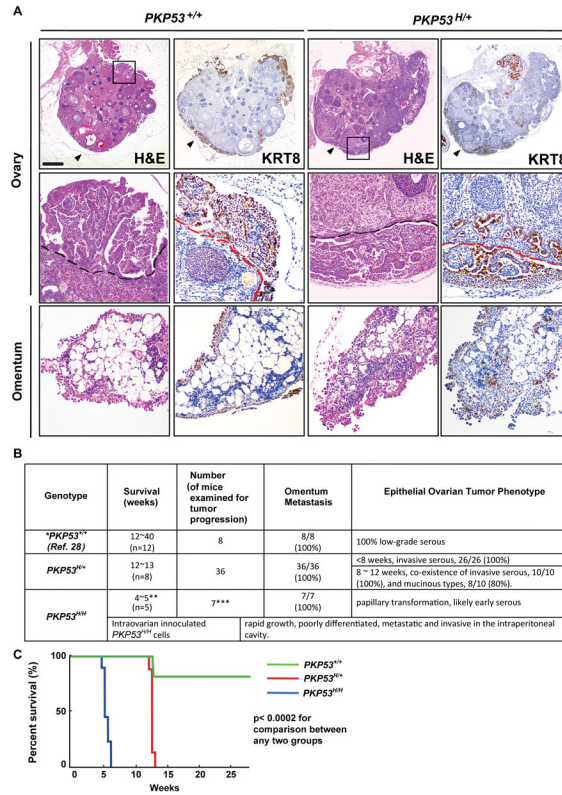 A
PKP53 +/+
PKP53 H/+
Ovary
H&E
KRT8
H&E
KRT8
Omentum
B
Genotype
Survival (weeks)
Number (of mice examined for tumor progression)
Omentum Metastasis
Epithelial Ovarian Tumor Phenotype
*PKP53+/+ (Ref. 28)
12~40 (n=12)
8
8/8 (100%)
100% low-grade serous
PKP53H/+
12~13 (n=8)
36
36/36 (100%)
<8 weeks, invasive serous, 26/26 (100%)
8 ~ 12 weeks, co-existence of invasive serous, 10/10 (100%), and mucinous types, 8/10 (80%).
PKP53H/H
4~5** (n=5)
7***
7/7 (100%)
papillary transformation, likely early serous
Intraovarian innoculated PKP53H/H cells
rapid growth, poorly differentiated, metastatic and invasive in the intraperitoneal cavity.
C
Percent survival (%)
100
50
0
0
5
10
15
20
25
Weeks
PKP53+/+
PKP53H/+
PKP53H/H
p< 0.0002 for
comparison between
any two groups